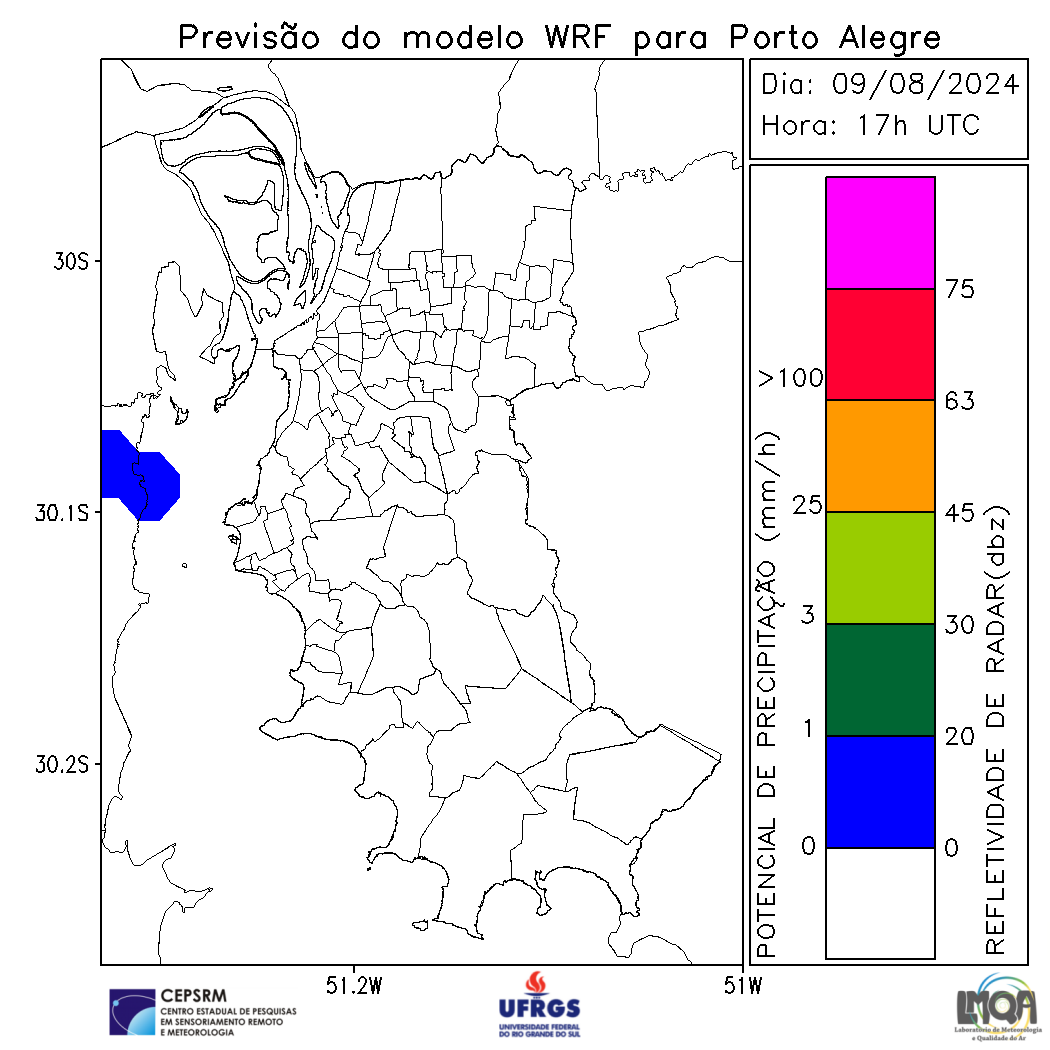 Previsão do modelo WRF para Porto Alegre
Dia: 09/08/2024
Hora: 17h UTC
30S
30.1S
30.2S
51.2W
51W
POTENCIAL DE PRECIPITAÇÃO (mm/h)
>100
25
3
1
0
75
63
45
30
20
0
REFLETIVIDADE DE RADAR(dbz)
CEPSRM
CENTRO ESTADUAL DE PESQUISAS
EM SENSORIAMENTO REMOTO
E METEOROLOGIA
UFRGS
UNIVERSIDADE FEDERAL
DO RIO GRANDE DO SUL
LMQA
Laboratório de Meteorologia
e Qualidade do Ar